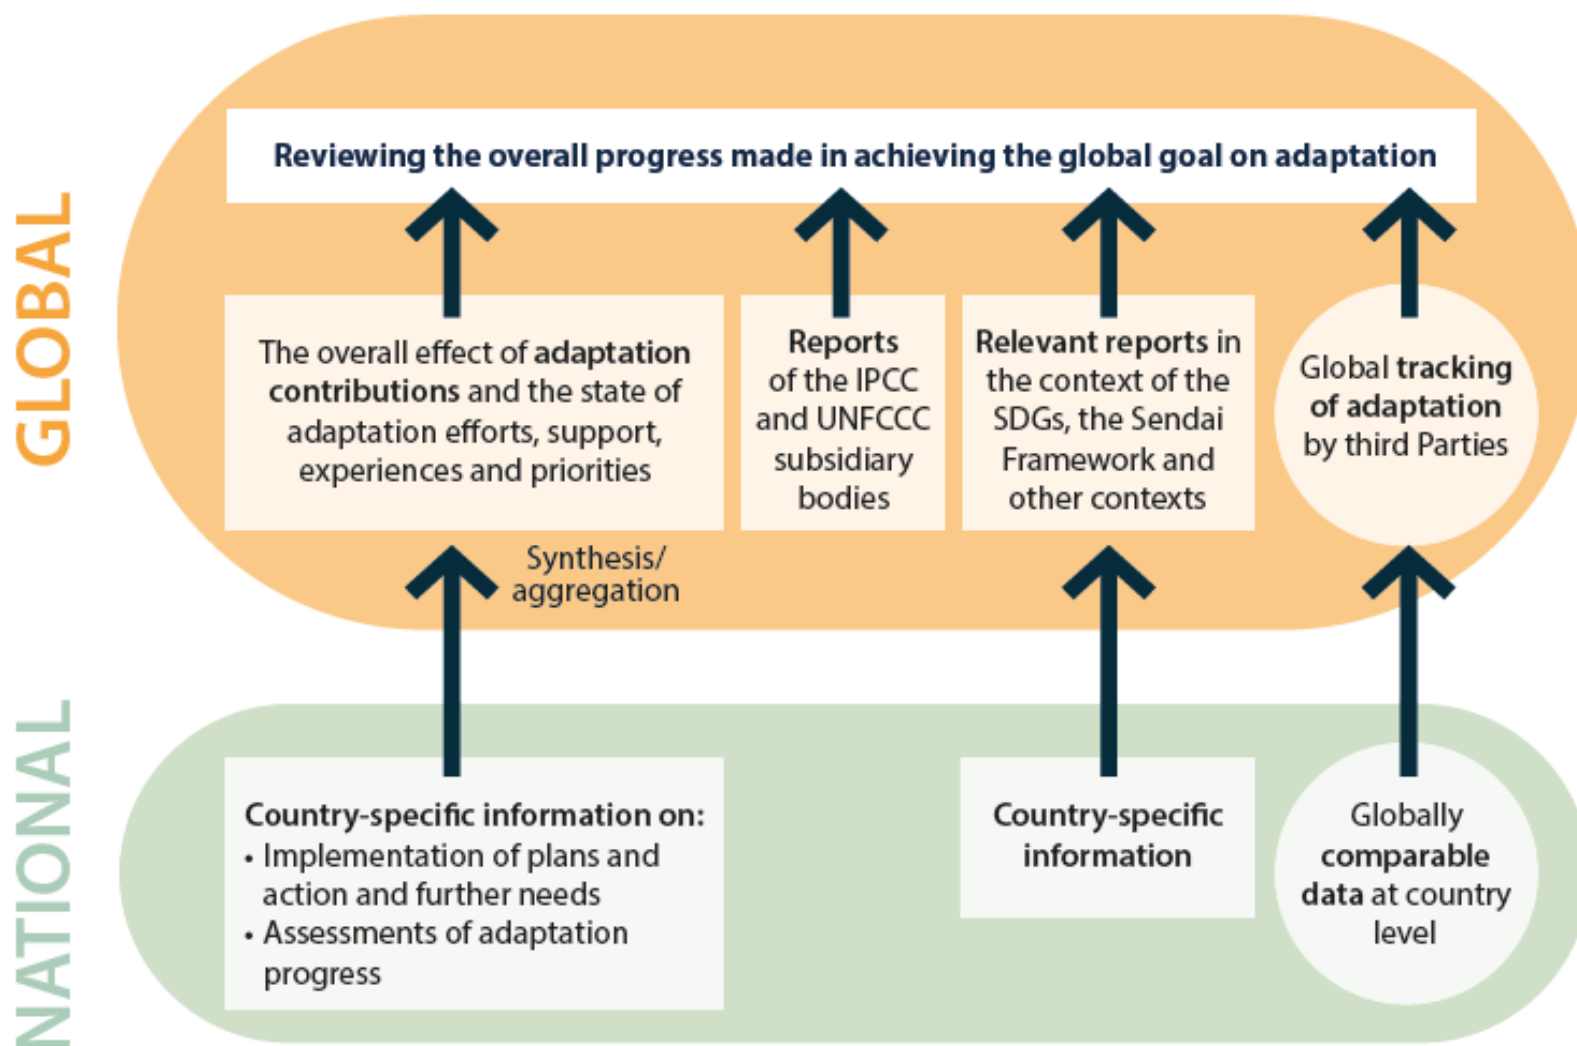 GLOBAL
Reviewing the overall progress made in achieving the global goal on adaptation
The overall effect of adaptation
contributions and the state of
adaptation efforts, support,
experiences and priorities
Reports
of the IPCC
and UNFCCC
subsidiary
bodies
Relevant reports in
the context of the
SDGs, the Sendai
Framework and
other contexts
Global tracking
of adaptation
by third Parties
Synthesis/
aggregation
NATIONAL
Country-specific information on:
• Implementation of plans and
action and further needs
• Assessments of adaptation
progress
Country-specific
information
Globally
comparable
data at country
level